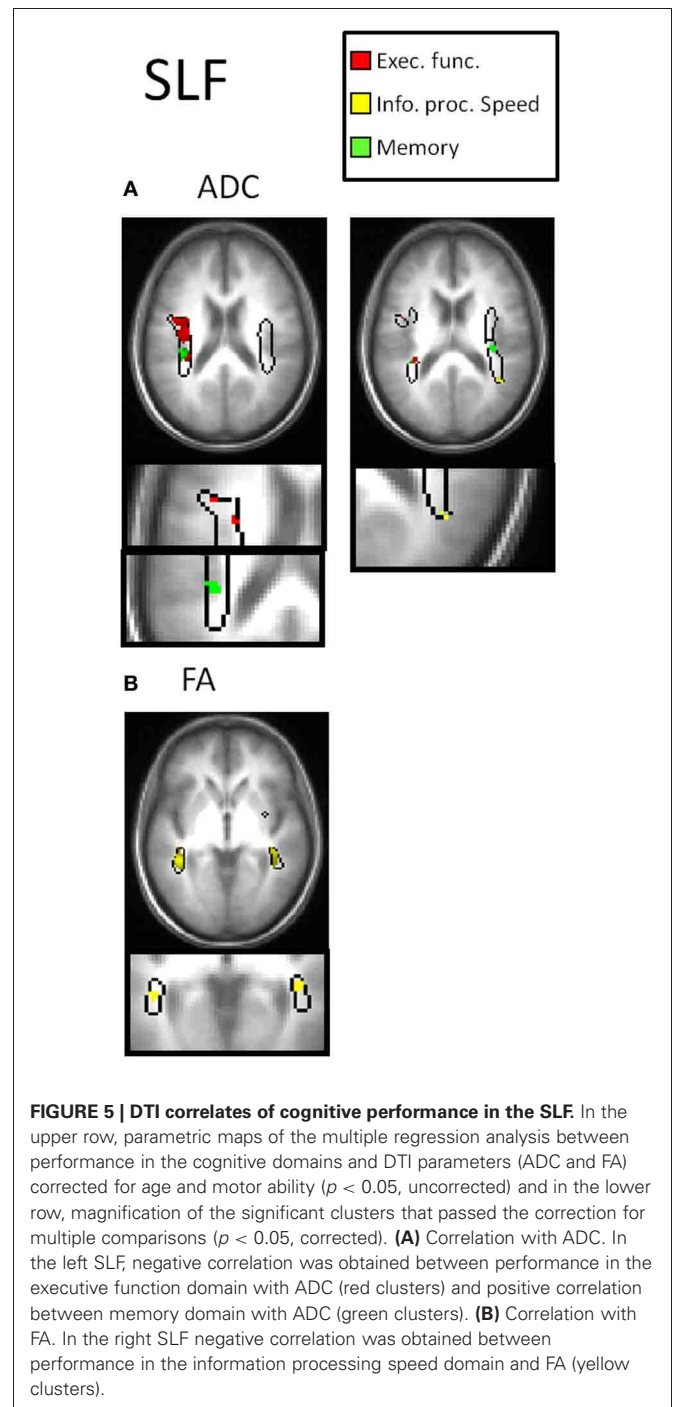 SLF
Exec. func.
Info. proc. Speed
Memory
A ADC
B FA
FIGURE 5 | DTI correlates of cognitive performance in the SLF. In the
upper row, parametric maps of the multiple regression analysis between
performance in the cognitive domains and DTI parameters (ADC and FA)
corrected for age and motor ability (p < 0.05, uncorrected) and in the lower
row, magnification of the significant clusters that passed the correction for
multiple comparisons (p < 0.05, corrected). (A) Correlation with ADC. In
the left SLF, negative correlation was obtained between performance in the
executive function domain with ADC (red clusters) and positive correlation
between memory domain with ADC (green clusters). (B) Correlation with
FA. In the right SLF negative correlation was obtained between
performance in the information processing speed domain and FA (yellow
clusters).